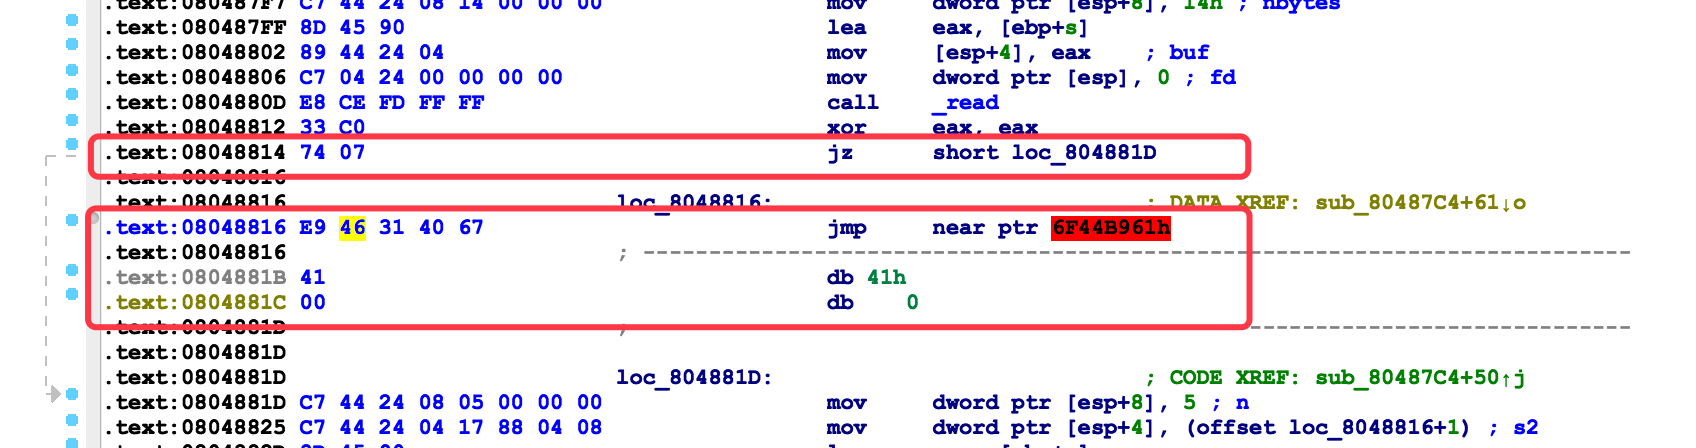 .text:080487F7 C7 44 24 08 14 00 00 00 mov dword ptr [esp+8], 14h ; nbytes
.text:080487FF 8D 45 90 lea eax, [ebp+s]
.text:08048802 89 44 24 04 mov [esp+4], eax ; buf
.text:08048806 C7 04 24 00 00 00 00 mov dword ptr [esp], 0 ; fd
.text:0804880D E8 CE FD FF FF call _read
.text:08048812 33 C0 xor eax, eax
.text:08048814 74 07 jz short loc_804881D
.text:08048816
.text:08048816 loc_8048816: ; DATA XREF: sub_80487C4+61↓o
.text:08048816 E9 46 31 40 67 jmp near ptr 6F44B961h
.text:08048816 ; ---------------------------------------------------------------------------
.text:0804881B 41 db 41h
.text:0804881C 00 db 0
.text:0804881D ; ---------------------------------------------------------------------------
.text:0804881D
.text:0804881D loc_804881D: ; CODE XREF: sub_80487C4+50↑j
.text:0804881D C7 44 24 08 05 00 00 00 mov dword ptr [esp+8], 5 ; n
.text:08048825 C7 44 24 04 17 88 04 08 mov dword ptr [esp+4], (offset loc_8048816+1) ; s2